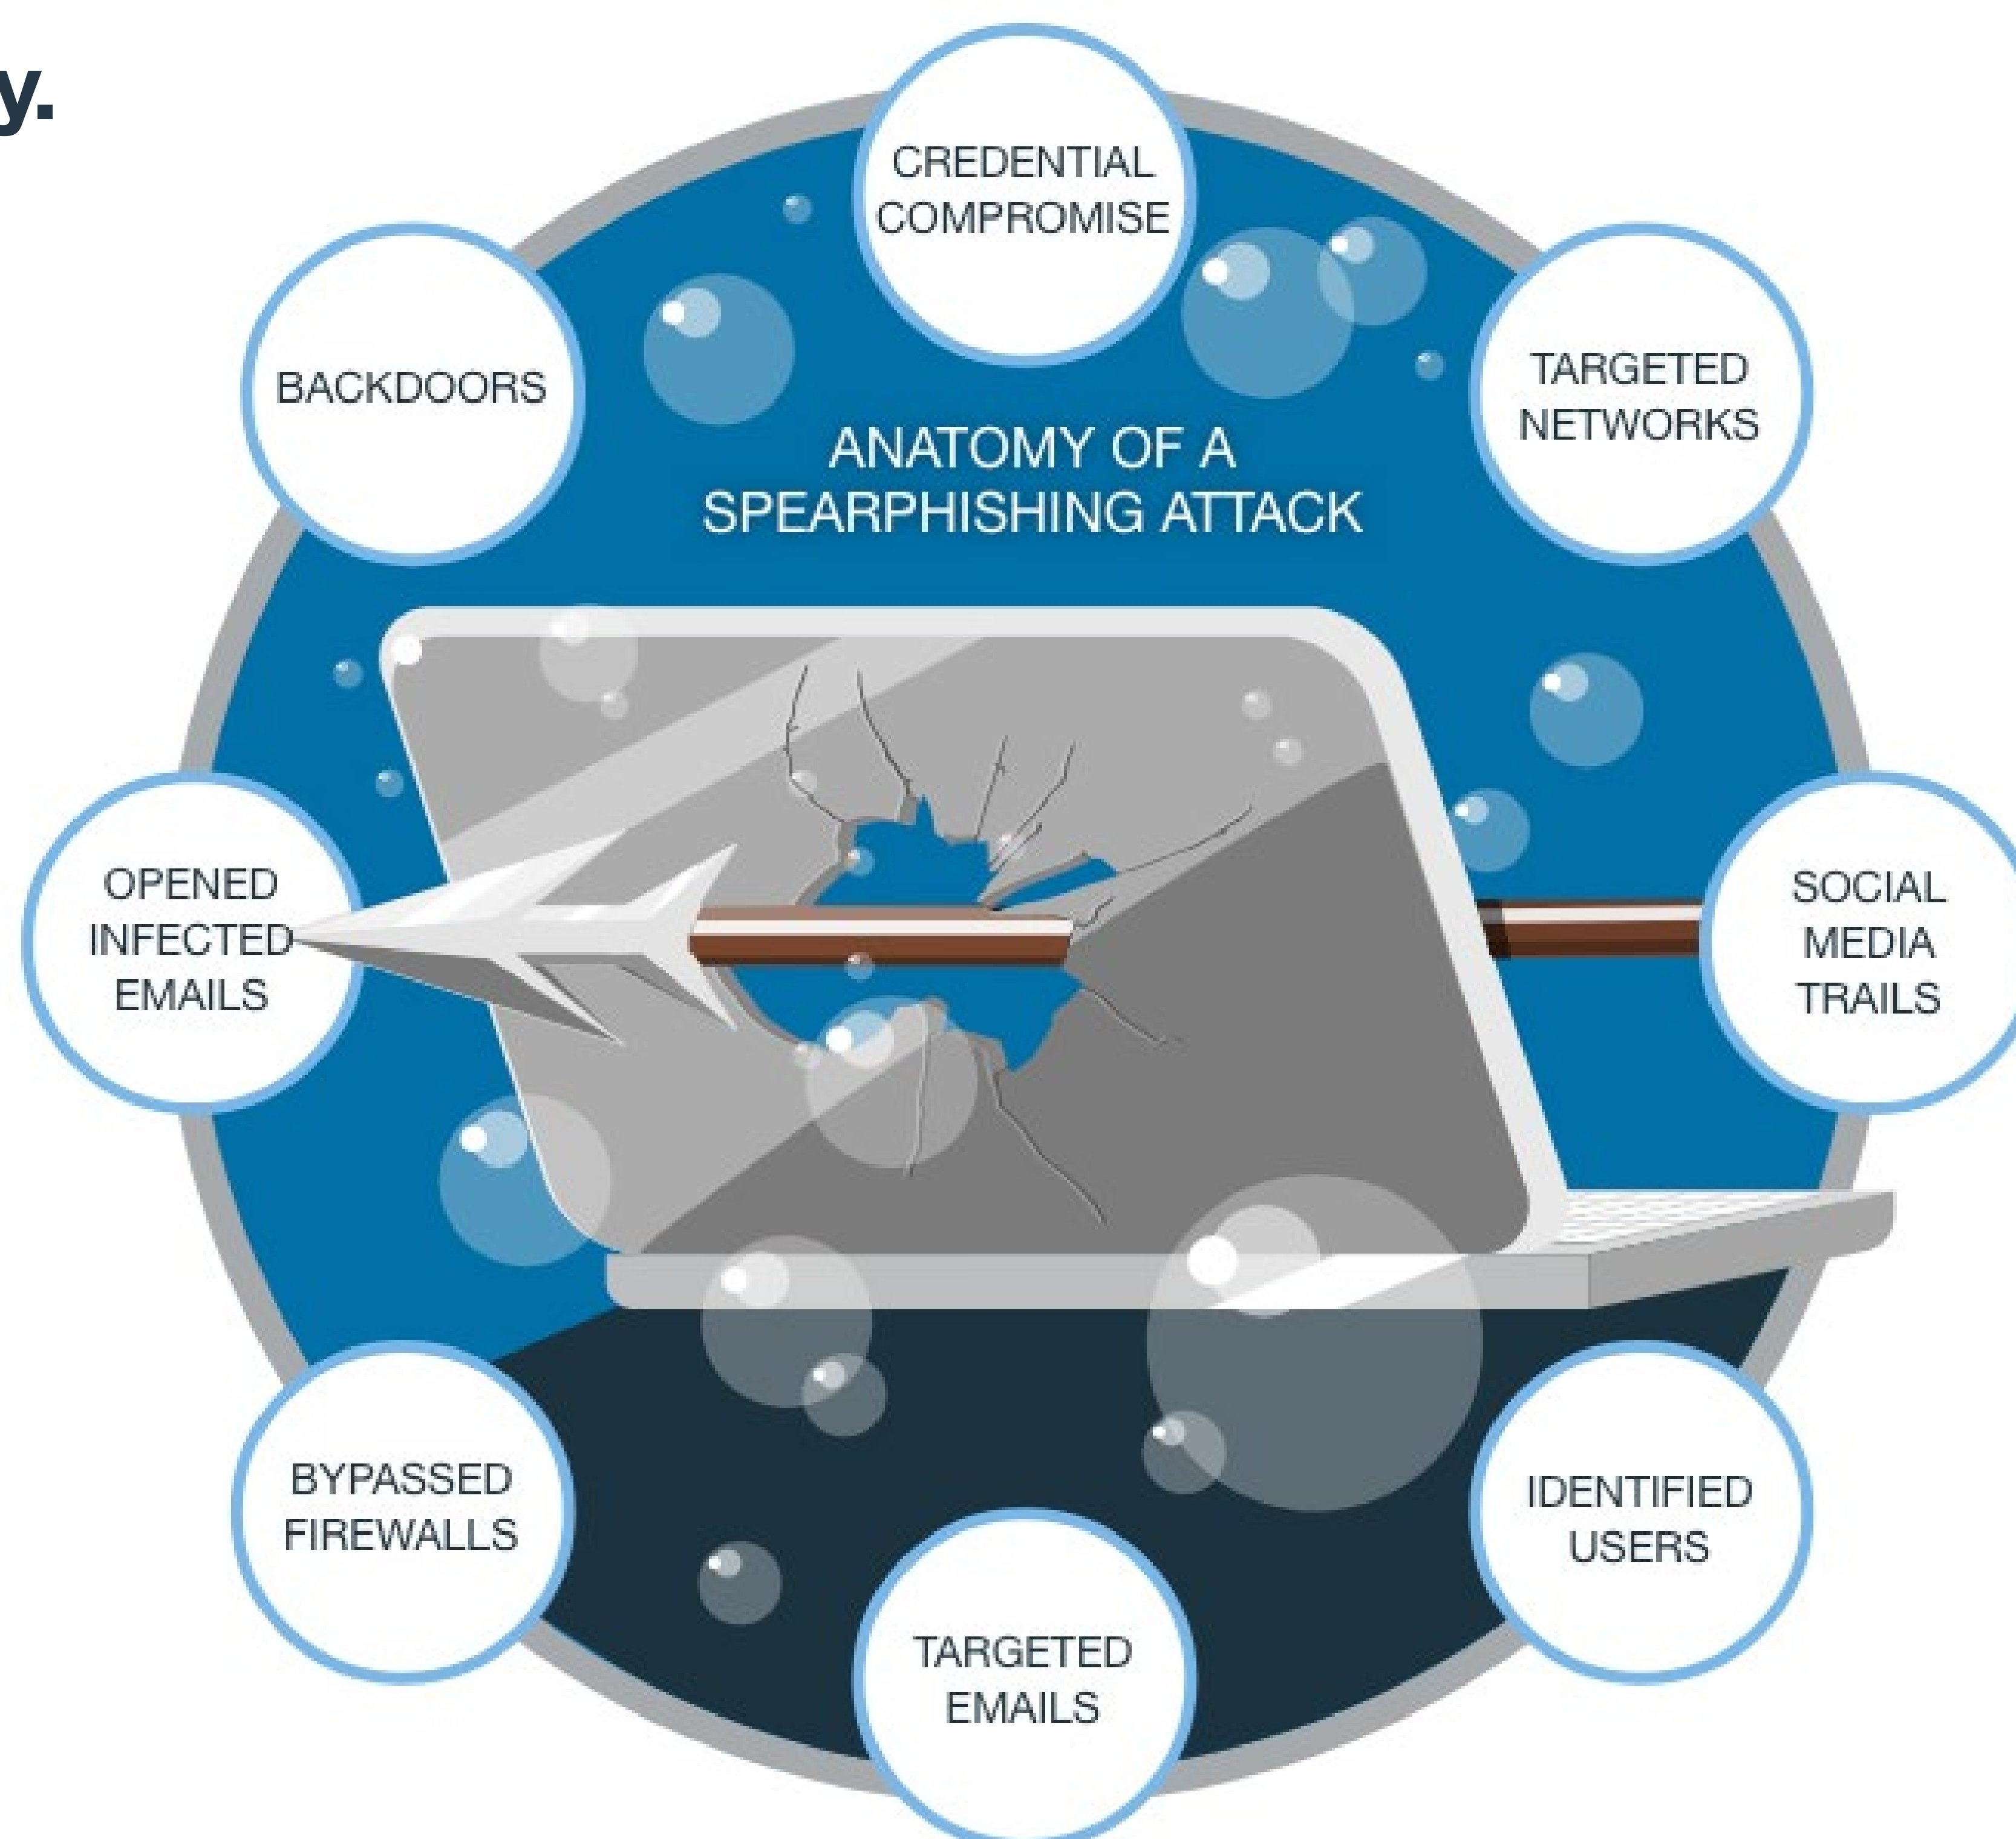 y.
CREDENTIAL
COMPROMISE
BACKDOORS
TARGETED
NETWORKS
ANATOMY OF A
SPEARPHISHING ATTACK
OPENED
INFECTED
EMAILS
SOCIAL
MEDIA
TRAILS
BYPASSED
FIREWALLS
IDENTIFIED
USERS
TARGETED
EMAILS